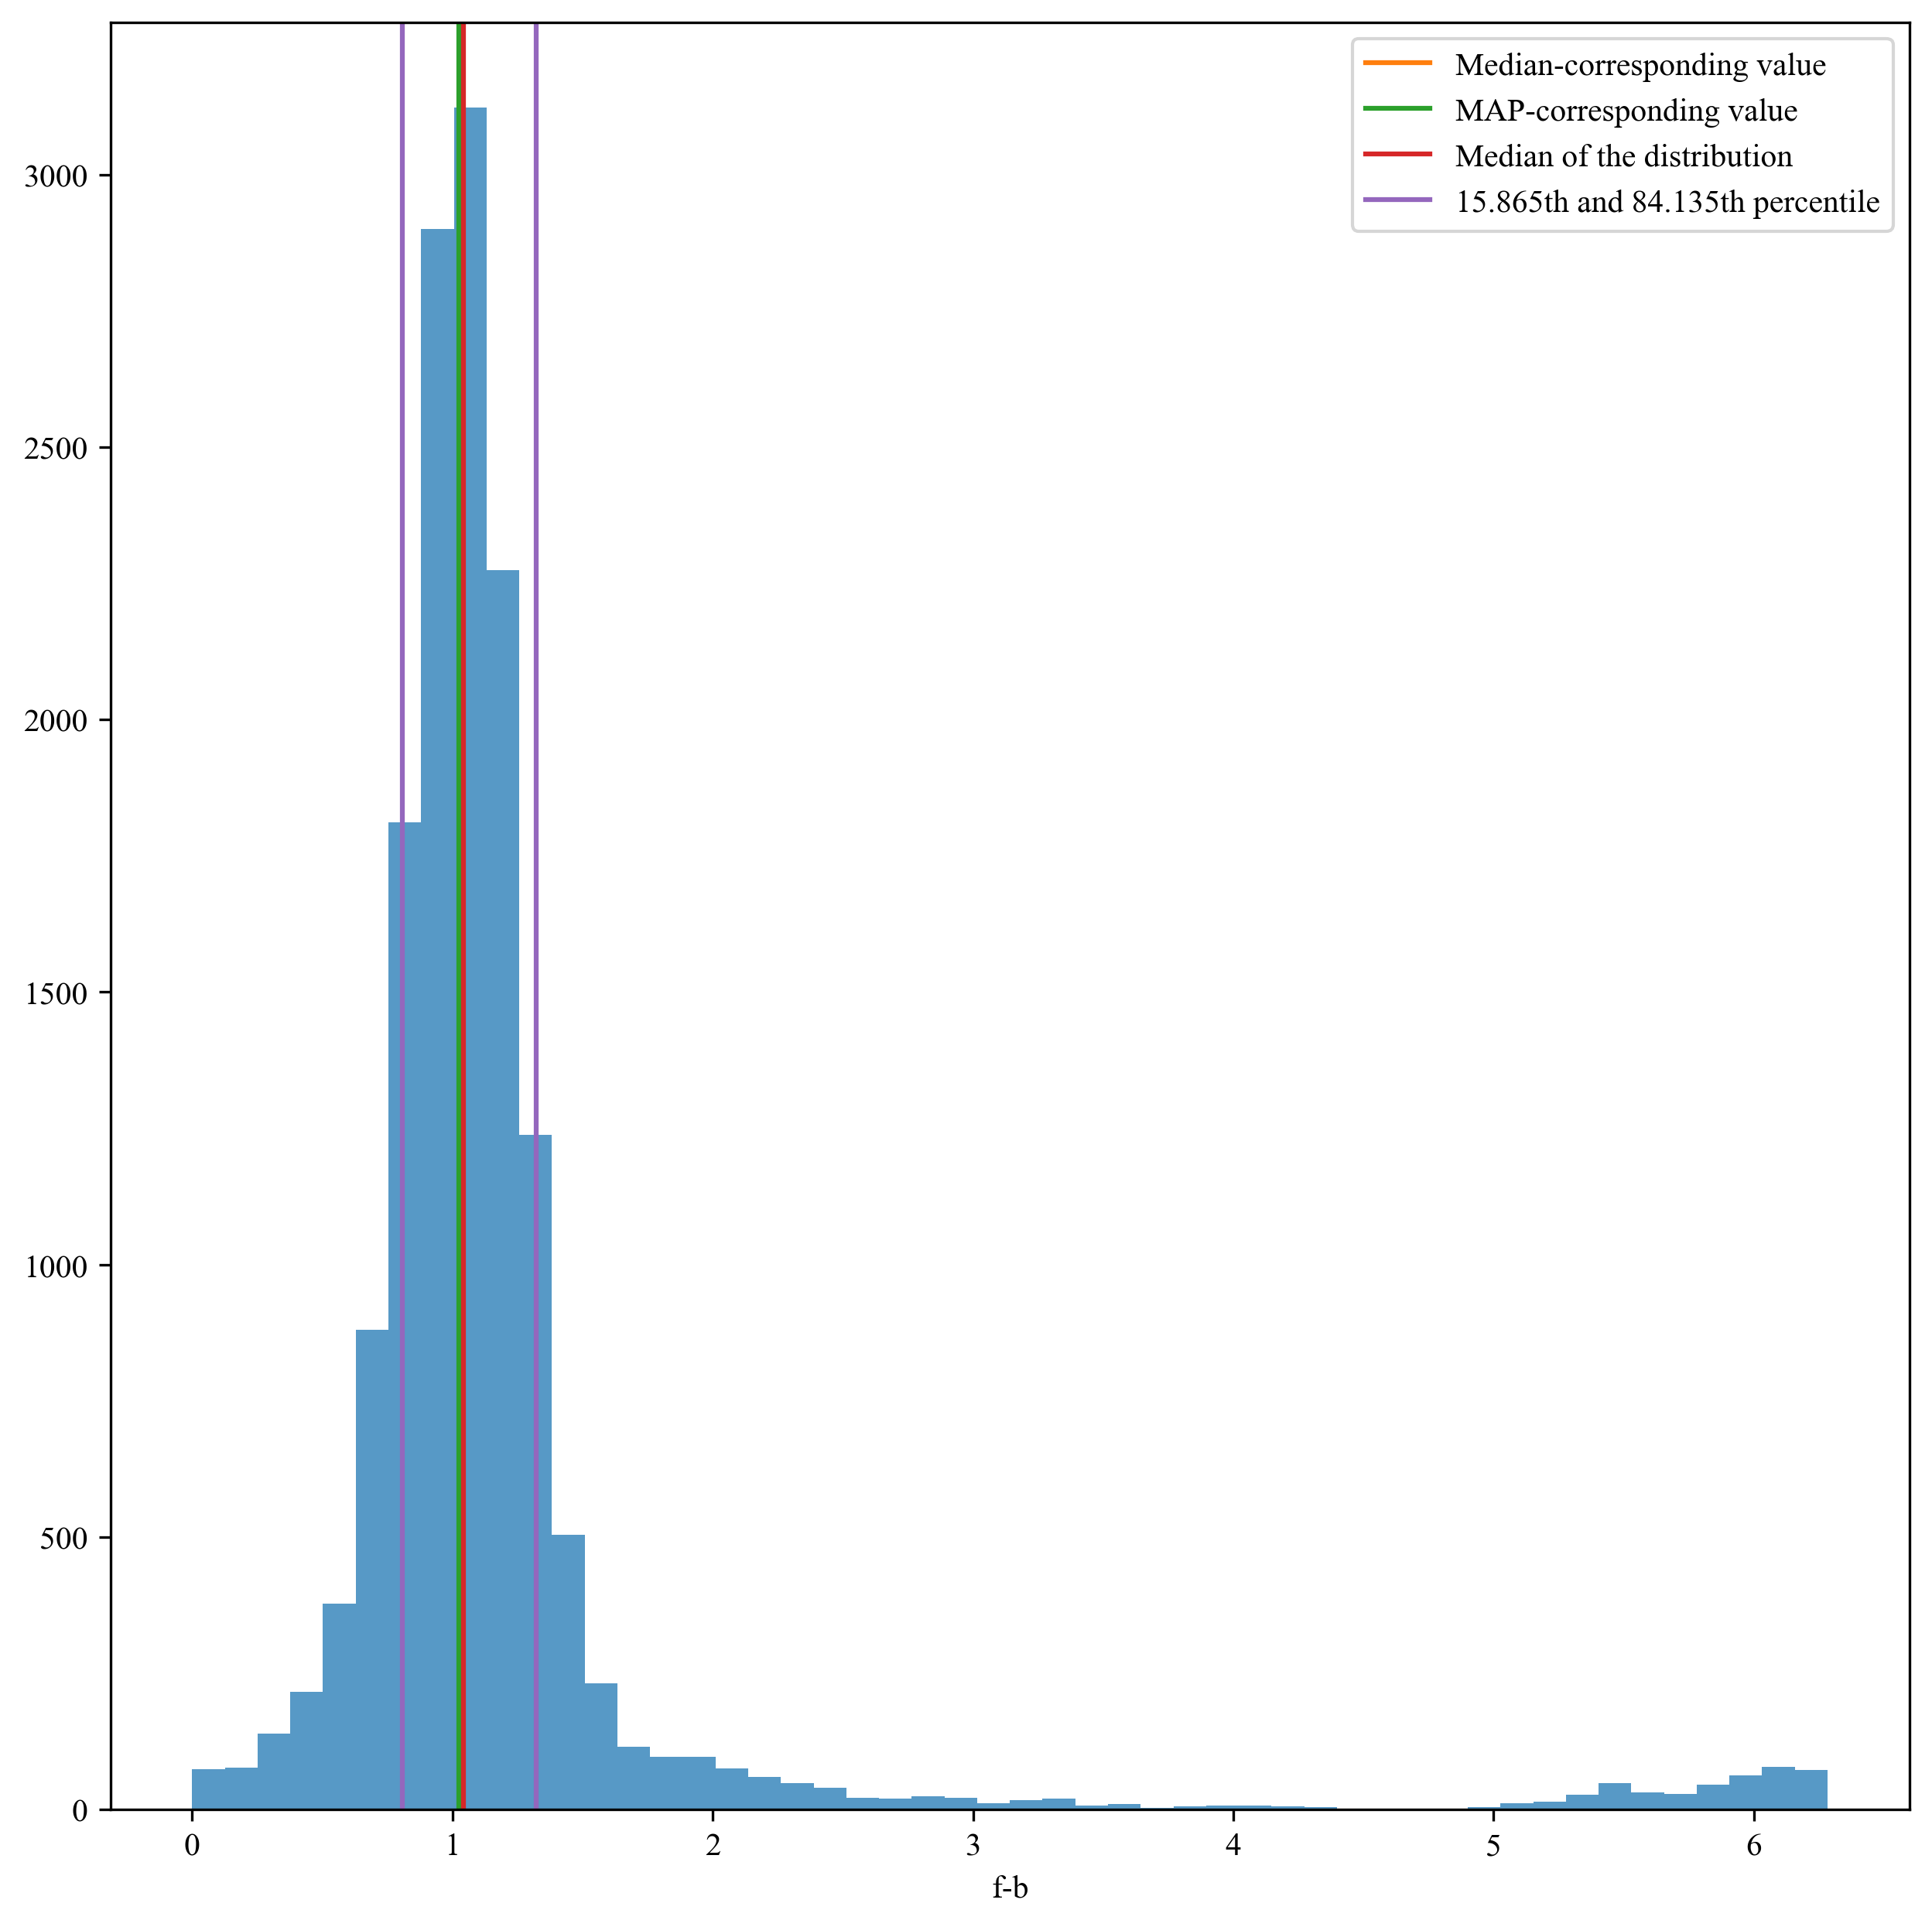 Median-corresponding value
MAP-corresponding value
Median of the distribution
15.865th and 84.135th percentile
3000
2500
2000
1500
1000
500
0
0 1 2 3 4 5 6
f-b